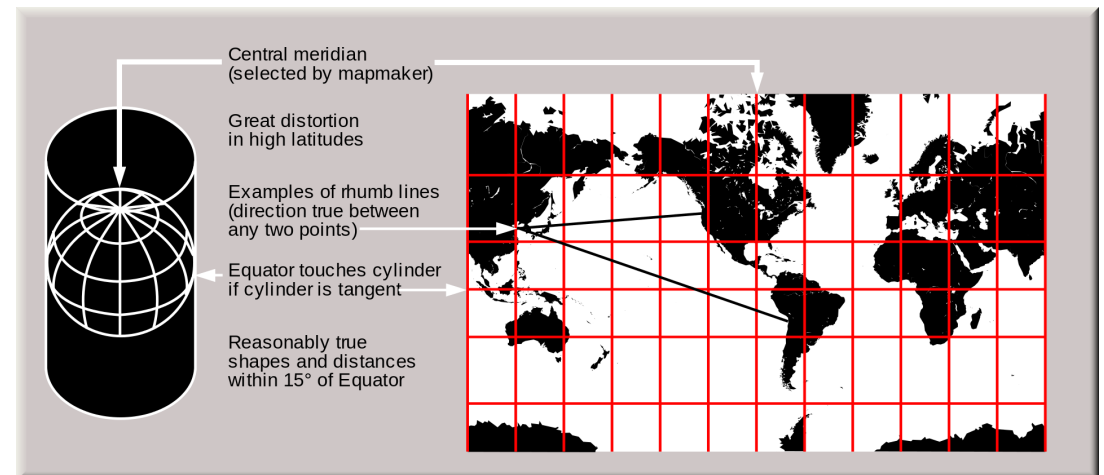 Central meridian
(selected by mapmaker)
Great distortion
in high latitudes
Examples of rhumb lines
(direction true between
any two points)
Equator touches cylinder
if cylinder is tangent
Reasonably true
shapes and distances
within 15° of Equator